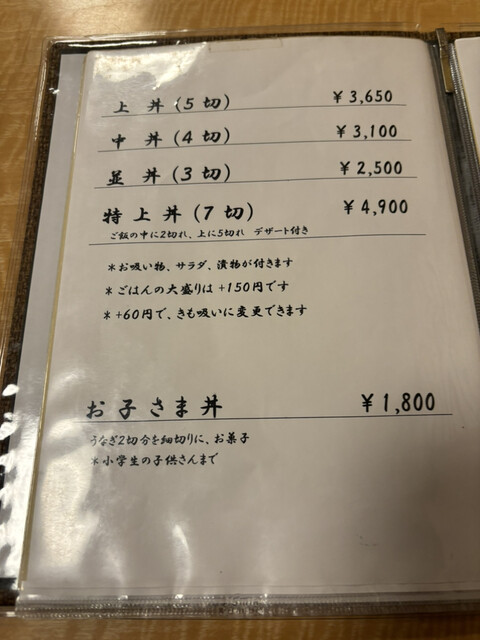 上丼(5切) ¥3,650
中丼(4切) ¥3,100
並丼(3切) ¥2,500
特上丼(7切) ¥4,900
ご飯の中に2切れ、上に5切れ デザート付き
*お吸い物、サラダ、漬物が付きます
*ごはんの大盛りは+150円です
*+60円で、きも吸いに変更できます
お子さま丼 ¥1,800
うなぎ2切分を細切りに、お菓子
*小学生の子供さんまで